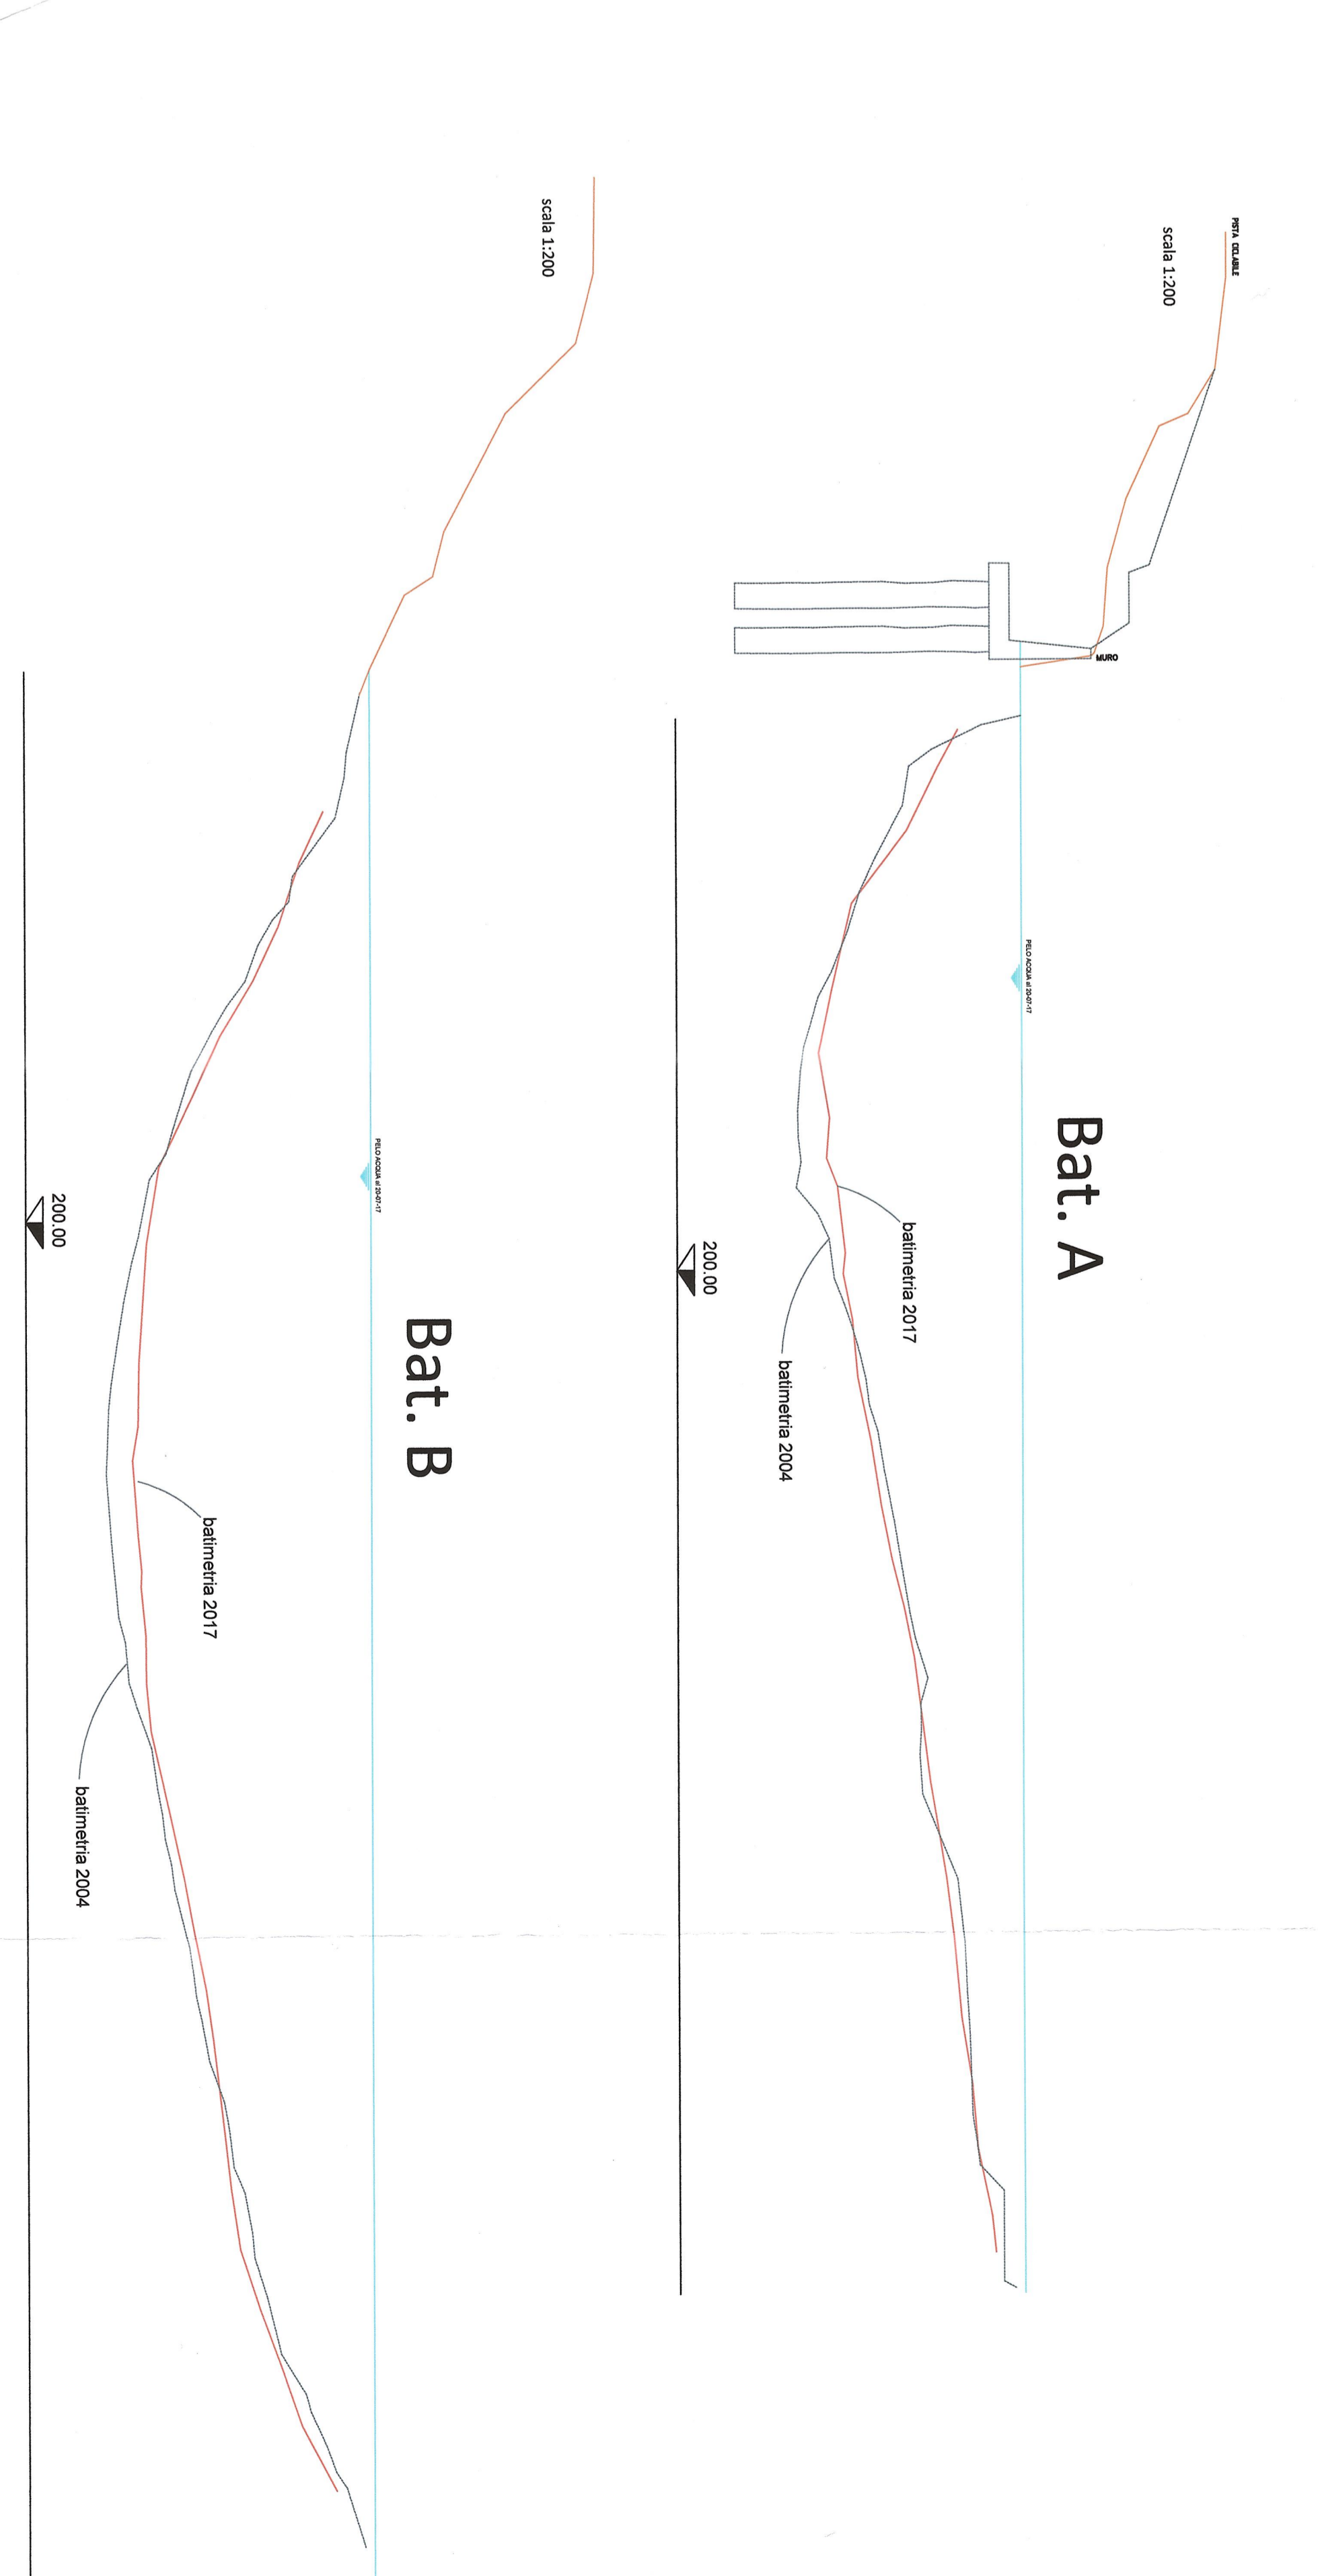 PISTA CICLABILE
scala 1:200
MURO
PELO ACQUA al 20-07-17
Bat. A
200.00
batimetria 2017
batimetria 2004
scala 1:200
PELO ACQUA al 20-07-17
Bat. B
200.00
batimetria 2017
batimetria 2004